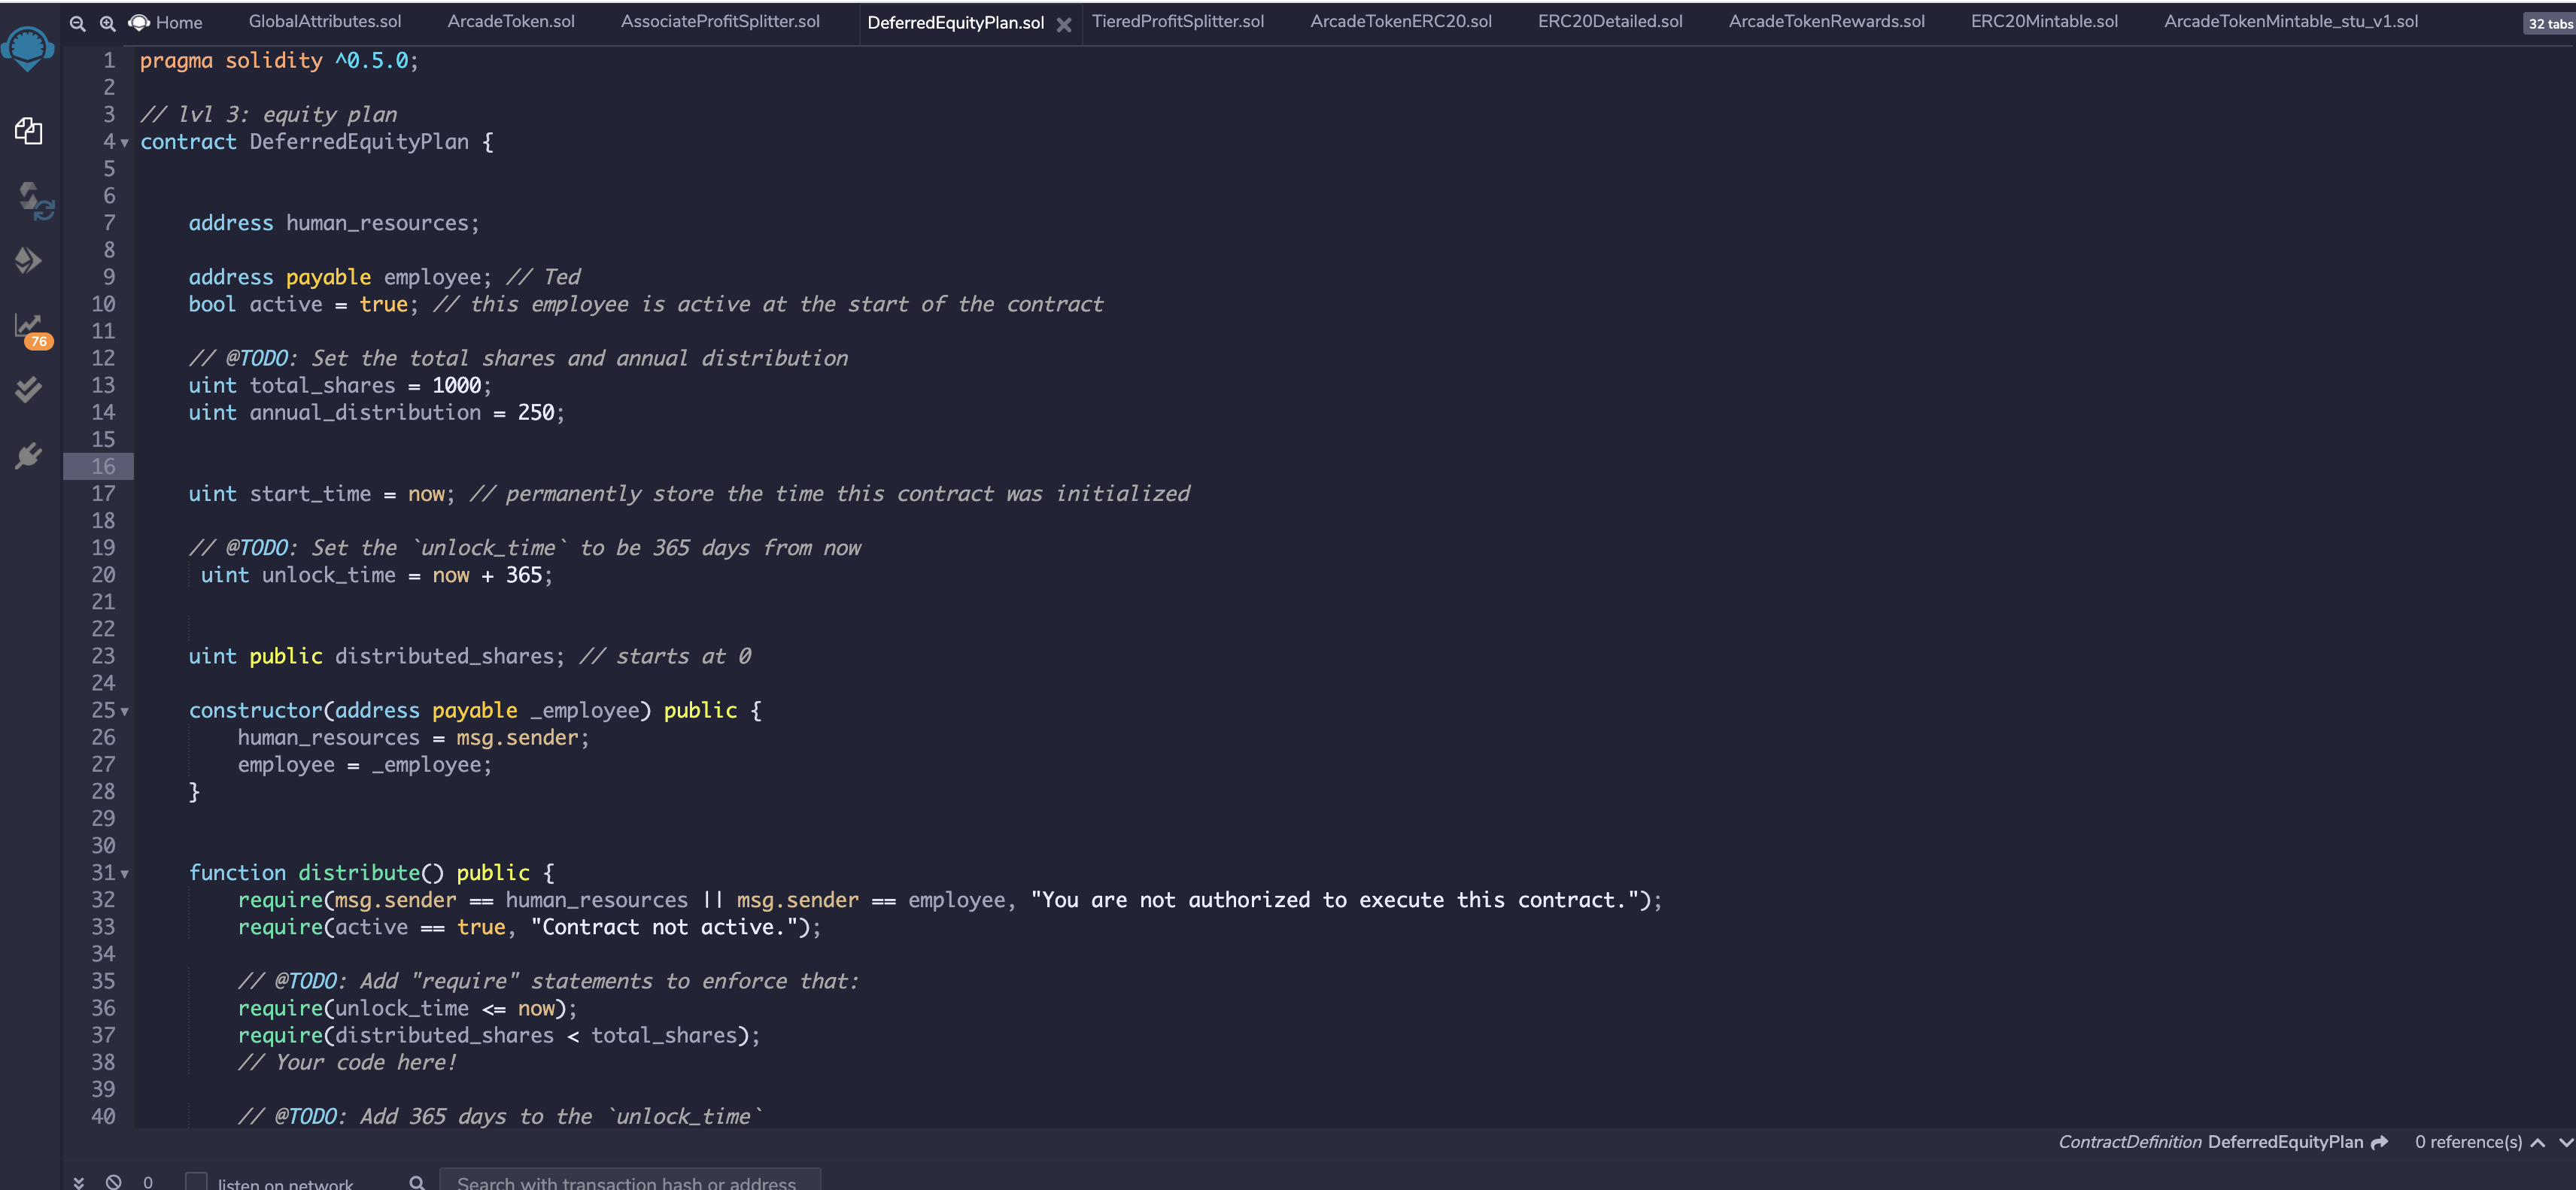 Home GlobalAttributes.sol ArcadeToken.sol AssociateProfitSplitter.sol DeferredEquityPlan.sol TieredProfitSplitter.sol ArcadeTokenERC20.sol ERC20Detailed.sol ArcadeTokenRewards.sol ERC20Mintable.sol ArcadeTokenMintable_stu_v1.sol 32 tabs
76
1 pragma solidity ^0.5.0;
2
3 // lvl 3: equity plan
4 contract DeferredEquityPlan {
5
6
7 address human_resources;
8
9 address payable employee; // Ted
10 bool active = true; // this employee is active at the start of the contract
11
12 // @TODO: Set the total shares and annual distribution
13 uint total_shares = 1000;
14 uint annual_distribution = 250;
15
16
17 uint start_time = now; // permanently store the time this contract was initialized
18
19 // @TODO: Set the `unlock_time` to be 365 days from now
20 uint unlock_time = now + 365;
21
22
23 uint public distributed_shares; // starts at 0
24
25 constructor(address payable _employee) public {
26 human_resources = msg.sender;
27 employee = _employee;
28 }
29
30
31 function distribute() public {
32 require(msg.sender == human_resources || msg.sender == employee, "You are not authorized to execute this contract.");
33 require(active == true, "Contract not active.");
34
35 // @TODO: Add "require" statements to enforce that:
36 require(unlock_time <= now);
37 require(distributed_shares < total_shares);
38 // Your code here!
39
40 // @TODO: Add 365 days to the `unlock_time`
ContractDefinition DeferredEquityPlan 0 reference(s)
0 listen on network Search with transaction hash or address